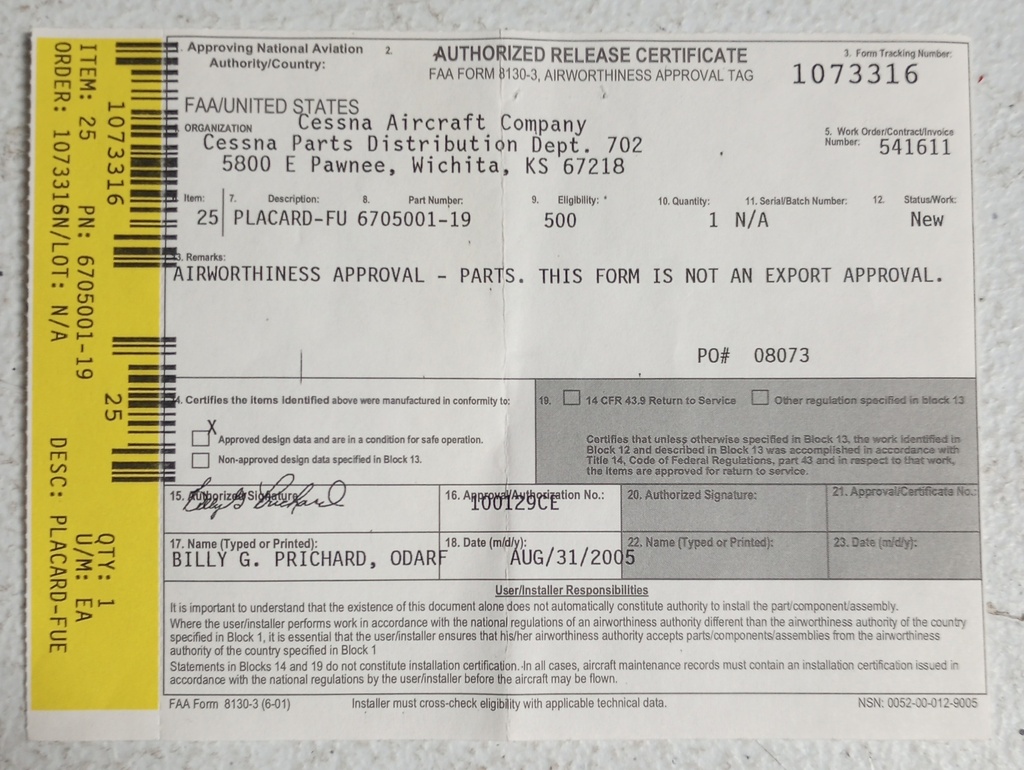 1. Approving National Aviation
Authority/Country:
2.
AUTHORIZED RELEASE CERTIFICATE
FAA FORM 8130-3, AIRWORTHINESS APPROVAL TAG
3. Form Tracking Number:
1073316
FAA/UNITED STATES
ORGANIZATION
Cessna Aircraft Company
Cessna Parts Distribution Dept. 702
5800 E Pawnee, Wichita, KS 67218
5. Work Order/Contract/Invoice
Number: 541611
Item: 7. Description: 8. Part Number: 9. Eligibility: 10. Quantity: 11. Serial/Batch Number: 12. Status/Work:
25 PLACARD-FU 6705001-19 500 1 N/A New
13. Remarks:
AIRWORTHINESS APPROVAL - PARTS. THIS FORM IS NOT AN EXPORT APPROVAL.
PO# 08073
14. Certifies the items identified above were manufactured in conformity to:
X
Approved design data and are in a condition for safe operation.
Non-approved design data specified in Block 13.
19. 14 CFR 43.9 Return to Service Other regulation specified in block 13
Certifies that unless otherwise specified in Block 13, the work identified in
Block 12 and described in Block 13 was accomplished in accordance with
Title 14, Code of Federal Regulations, part 43 and in respect to that work,
the items are approved for return to service.
15. Authorized Signature
16. Approval/Authorization No.:
100129CE
20. Authorized Signature:
21. Approval/Certificate No.:
17. Name (Typed or Printed):
BILLY G. PRICHARD, ODARF
18. Date (m/d/y):
AUG/31/2005
22. Name (Typed or Printed):
23. Date (m/d/y):
User/Installer Responsibilities
It is important to understand that the existence of this document alone does not automatically constitute authority to install the part/component/assembly.
Where the user/installer performs work in accordance with the national regulations of an airworthiness authority different than the airworthiness authority of the country
specified in Block 1, it is essential that the user/installer ensures that his/her airworthiness authority accepts parts/components/assemblies from the airworthiness
authority of the country specified in Block 1
Statements in Blocks 14 and 19 do not constitute installation certification. In all cases, aircraft maintenance records must contain an installation certification issued in
accordance with the national regulations by the user/installer before the aircraft may be flown.
FAA Form 8130-3 (6-01)
Installer must cross-check eligibility with applicable technical data.
NSN: 0052-00-012-9005
1073316
25
QTY: 1
ITEM: 25 PN: 6705001-19
U/M: EA
ORDER: 1073316N/LOT: N/A
DESC: PLACARD-FUE